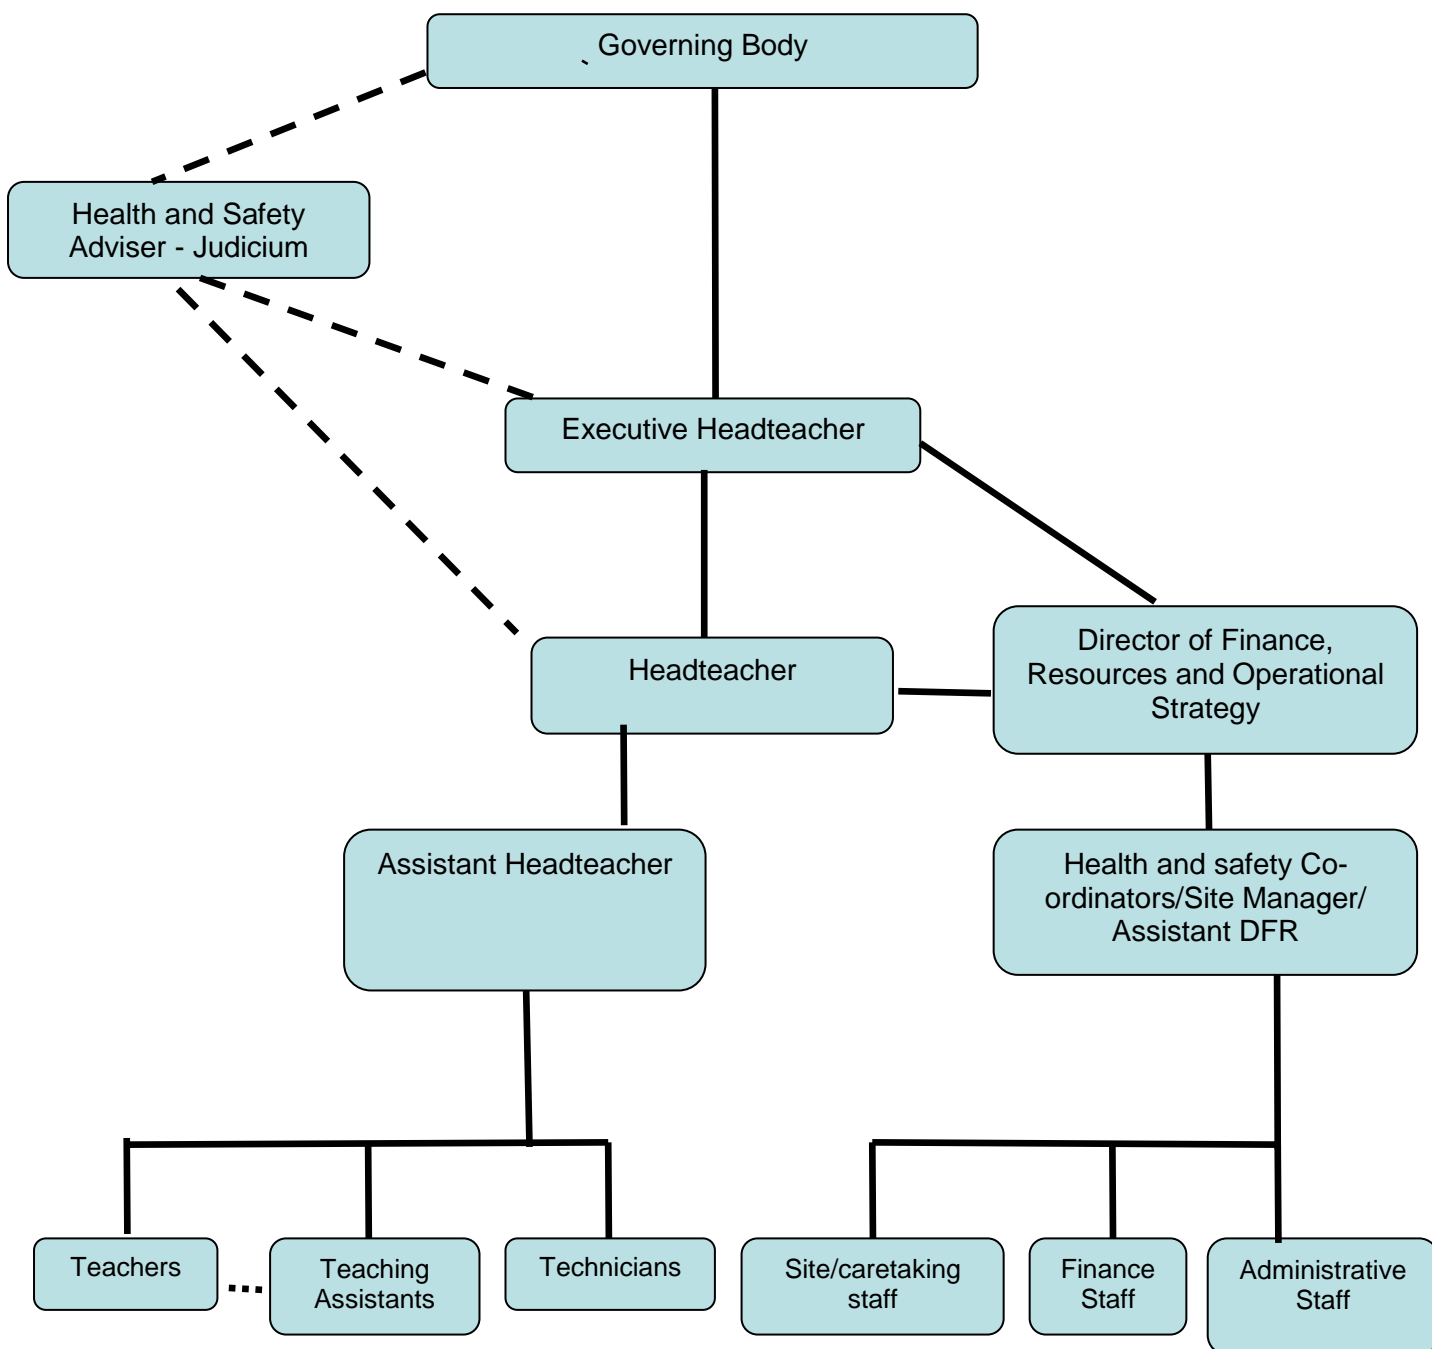 Governing Body
Health and Safety
Adviser - Judicium
Executive Headteacher
Headteacher
Director of Finance,
Resources and Operational
Strategy
Assistant Headteacher
Health and safety Co-
ordinators/Site Manager/
Assistant DFR
Teachers
Teaching
Assistants
Technicians
Site/caretaking
staff
Finance
Staff
Administrative
Staff